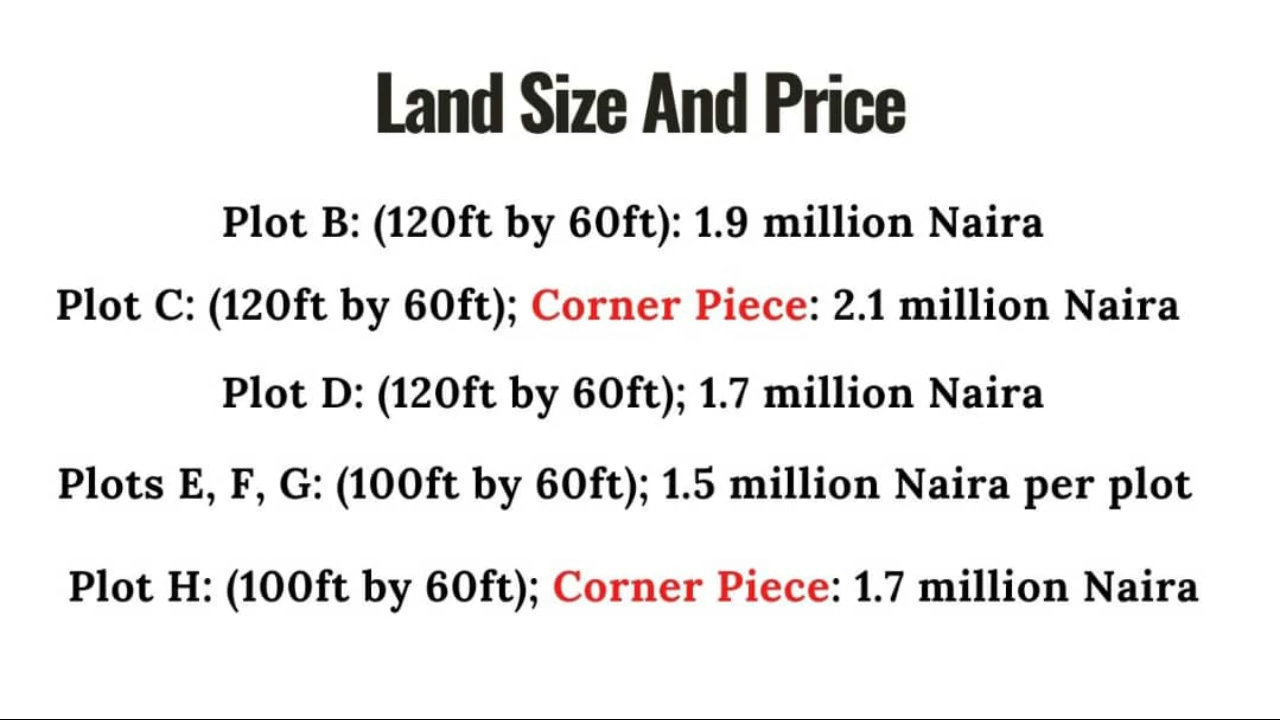 Land Size And Price
Plot B: (120ft by 60ft): 1.9 million Naira
Plot C: (120ft by 60ft); Corner Piece: 2.1 million Naira
Plot D: (120ft by 60ft); 1.7 million Naira
Plots E, F, G: (100ft by 60ft); 1.5 million Naira per plot
Plot H: (100ft by 60ft); Corner Piece: 1.7 million Naira